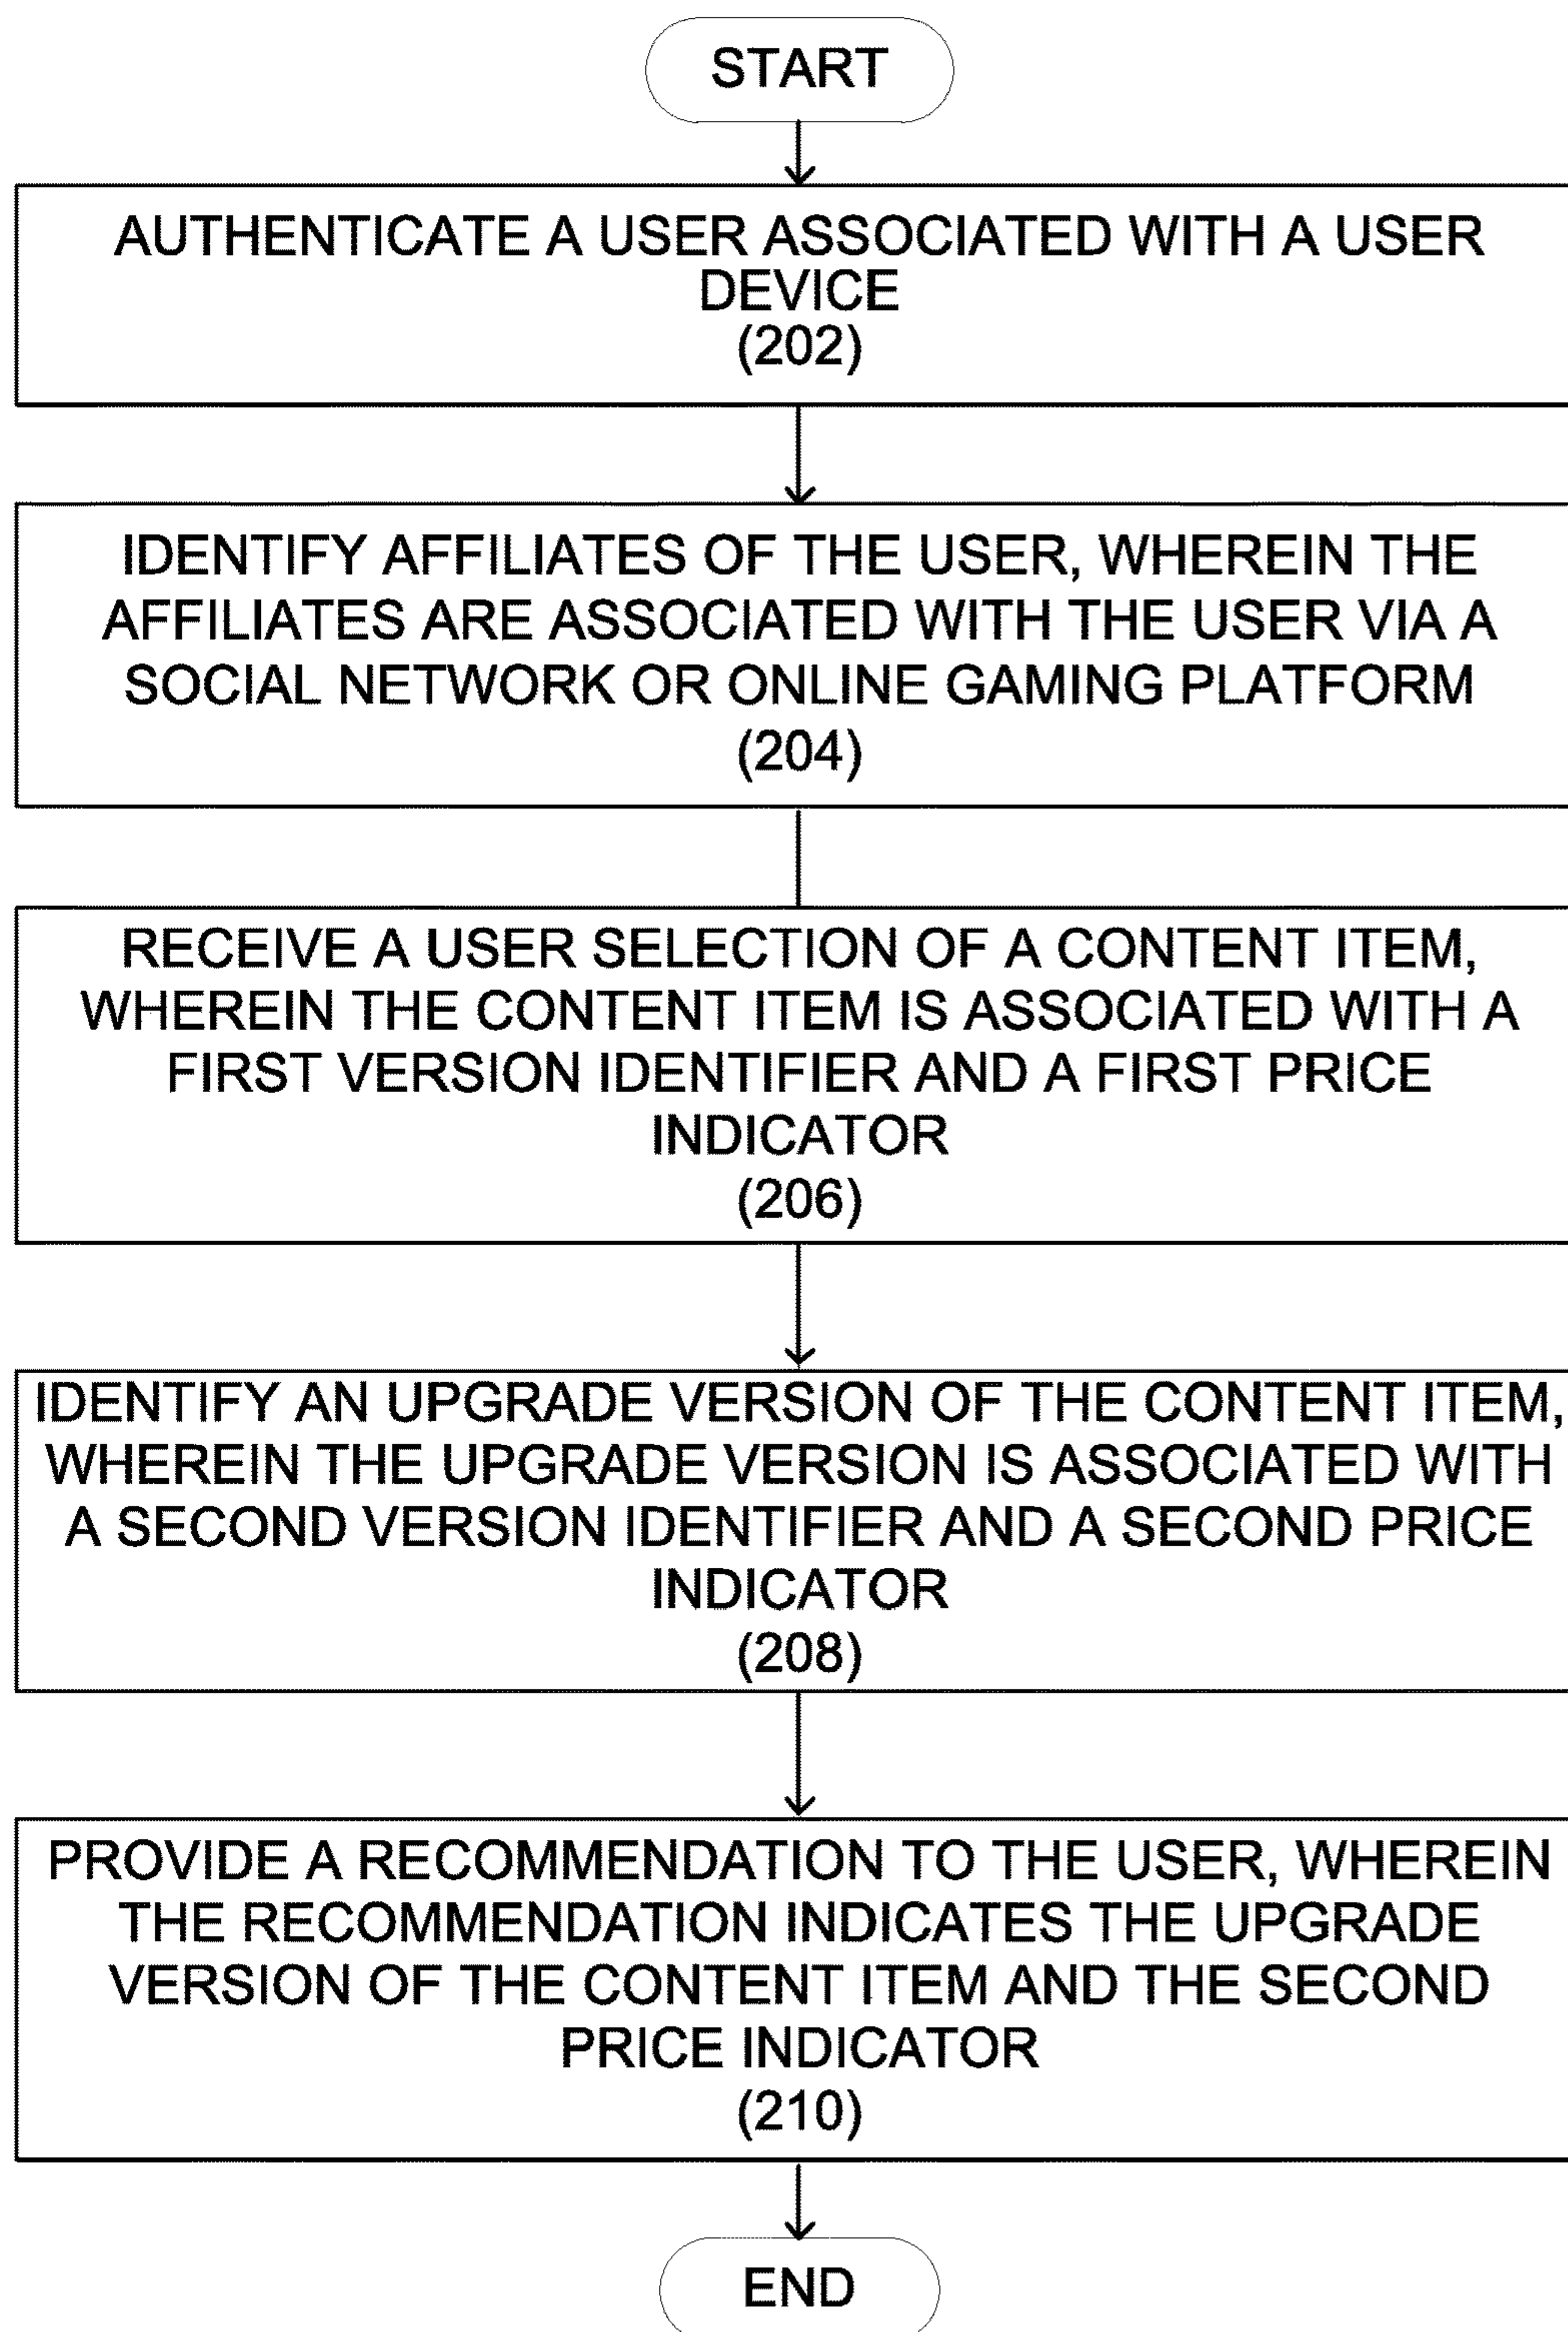 START
AUTHENTICATE A USER ASSOCIATED WITH A USER
DEVICE
(202)
IDENTIFY AFFILIATES OF THE USER, WHEREIN THE
AFFILIATES ARE ASSOCIATED WITH THE USER VIA A
SOCIAL NETWORK OR ONLINE GAMING PLATFORM
(204)
RECEIVE A USER SELECTION OF A CONTENT ITEM,
WHEREIN THE CONTENT ITEM IS ASSOCIATED WITH A
FIRST VERSION IDENTIFIER AND A FIRST PRICE
INDICATOR
(206)
IDENTIFY AN UPGRADE VERSION OF THE CONTENT ITEM,
WHEREIN THE UPGRADE VERSION IS ASSOCIATED WITH
A SECOND VERSION IDENTIFIER AND A SECOND PRICE
INDICATOR
(208)
PROVIDE A RECOMMENDATION TO THE USER, WHEREIN
THE RECOMMENDATION INDICATES THE UPGRADE
VERSION OF THE CONTENT ITEM AND THE SECOND
PRICE INDICATOR
(210)
END